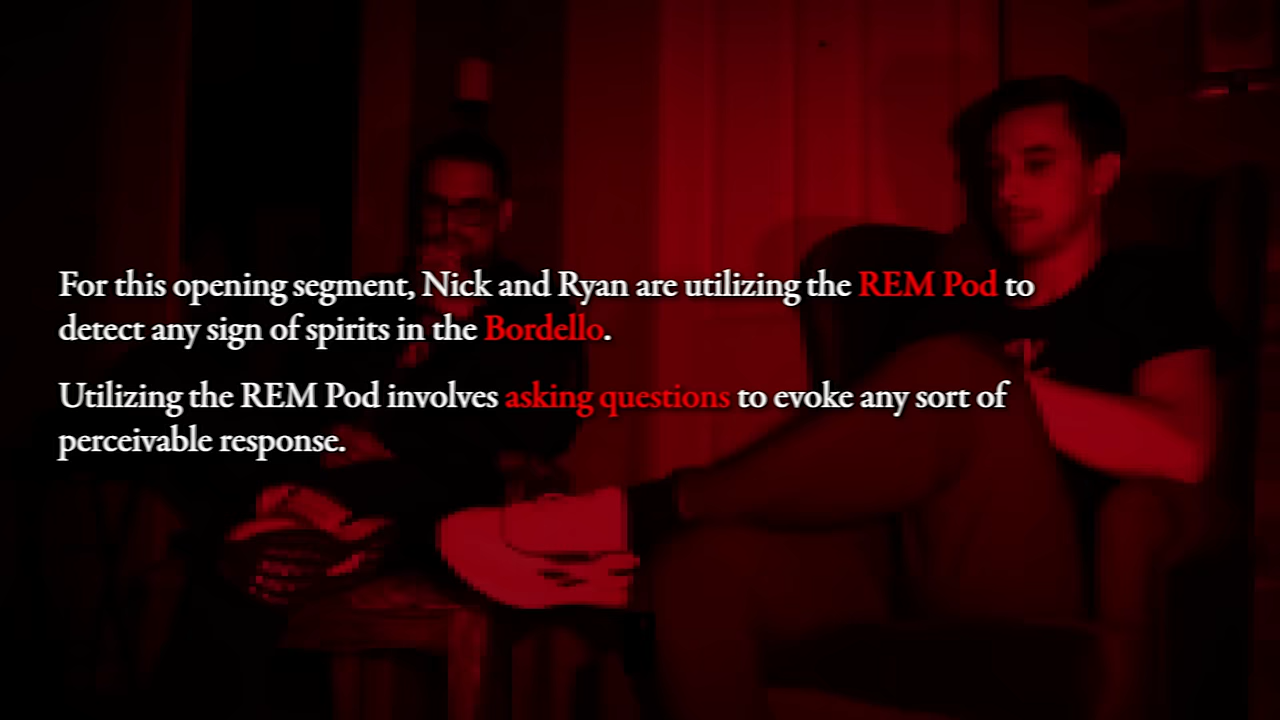 For this opening segment, Nick and Ryan are utilizing the REM Pod to
detect any sign of spirits in the Bordello.
Utilizing the REM Pod involves asking questions to evoke any sort of
perceivable response.